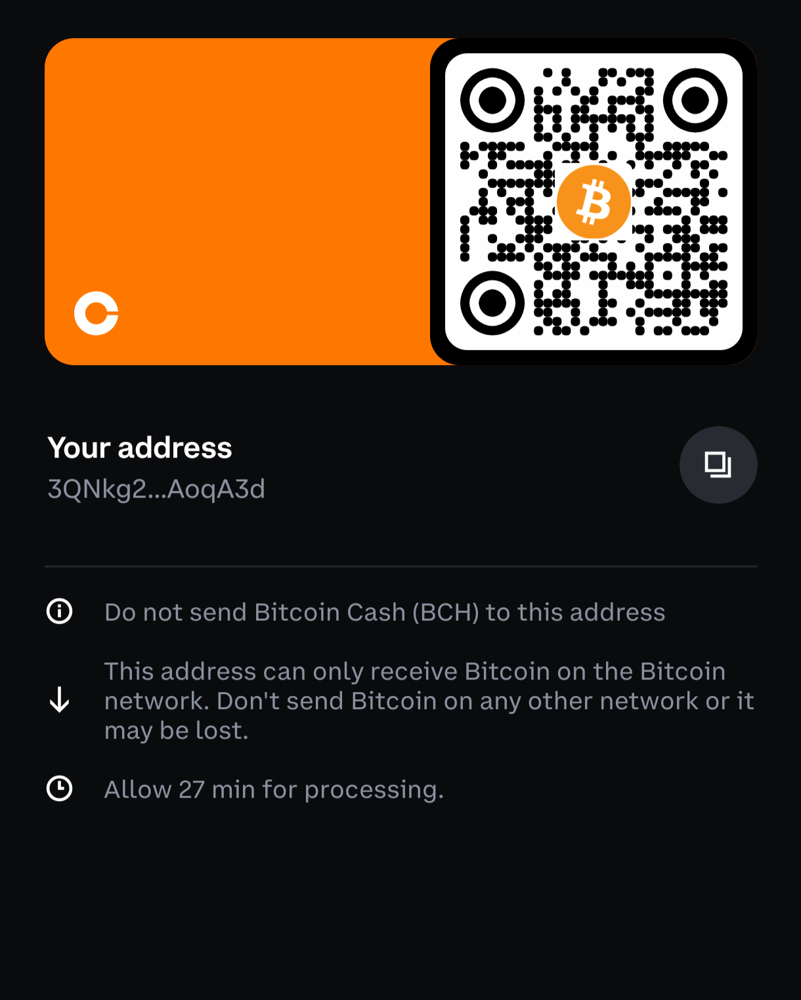 Your address
3QNkg2...AoqA3d
Do not send Bitcoin Cash (BCH) to this address
This address can only receive Bitcoin on the Bitcoin
network. Don't send Bitcoin on any other network or it
may be lost.
Allow 27 min for processing.